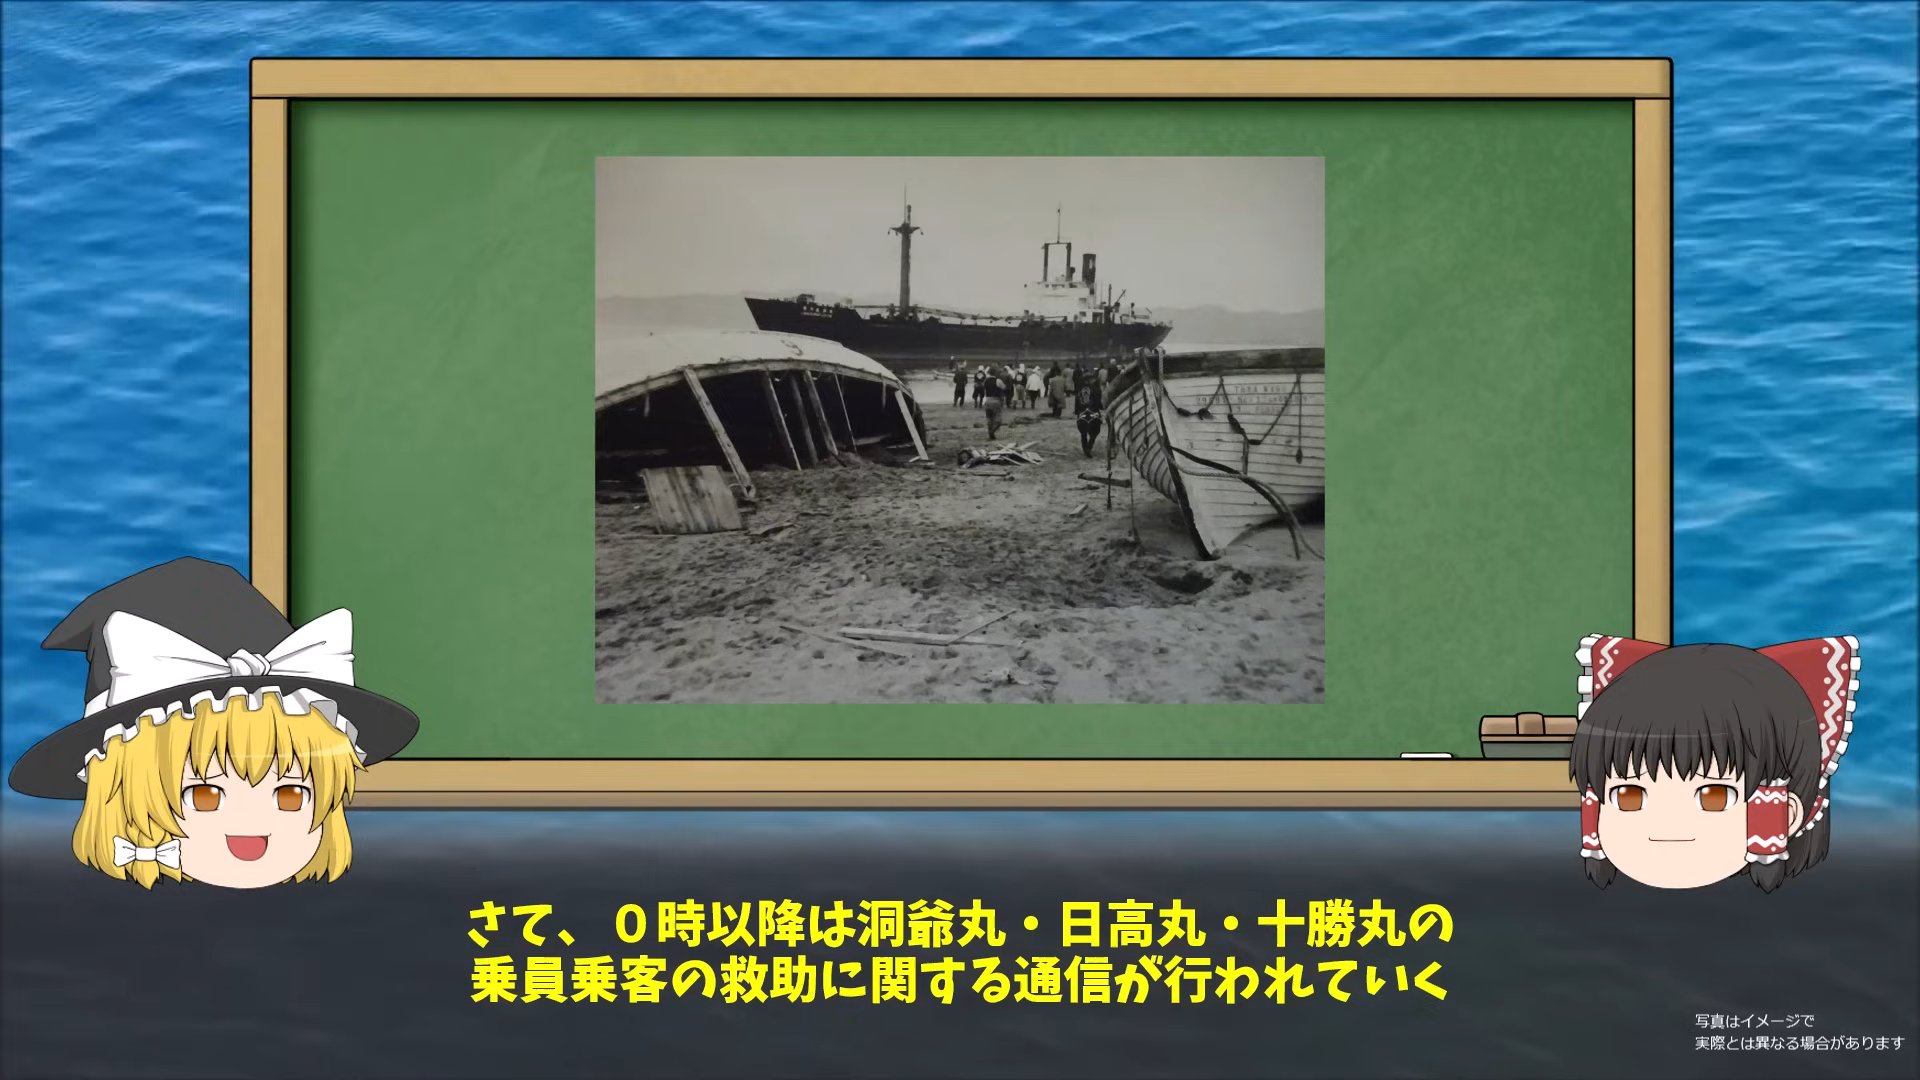 さて、０時以降は洞爺丸・日高丸・十勝丸の
乗員乗客の救助に関する通信が行われていく
写真はイメージで
実際とは異なる場合があります